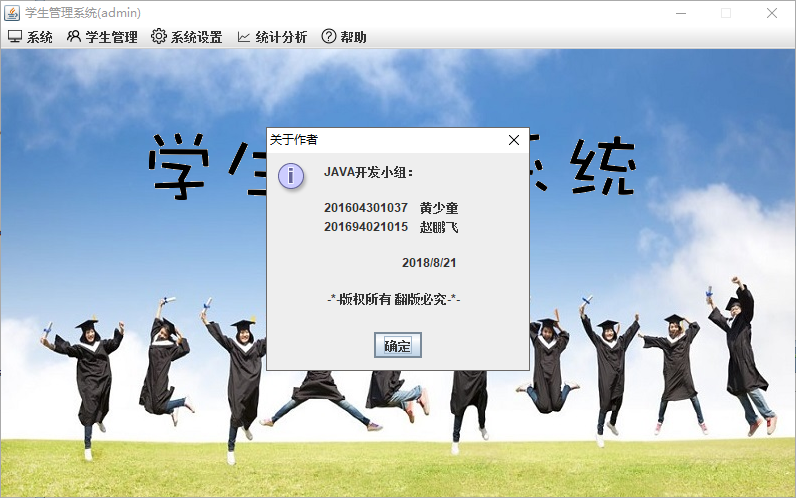 学生管理系统(admin)
系统 学生管理 系统设置 统计分析 帮助
学生 系统
关于作者
JAVA开发小组：
201604301037 黄少童
201694021015 赵鹏飞
2018/8/21
-*-版权所有 翻版必究-*-
确定